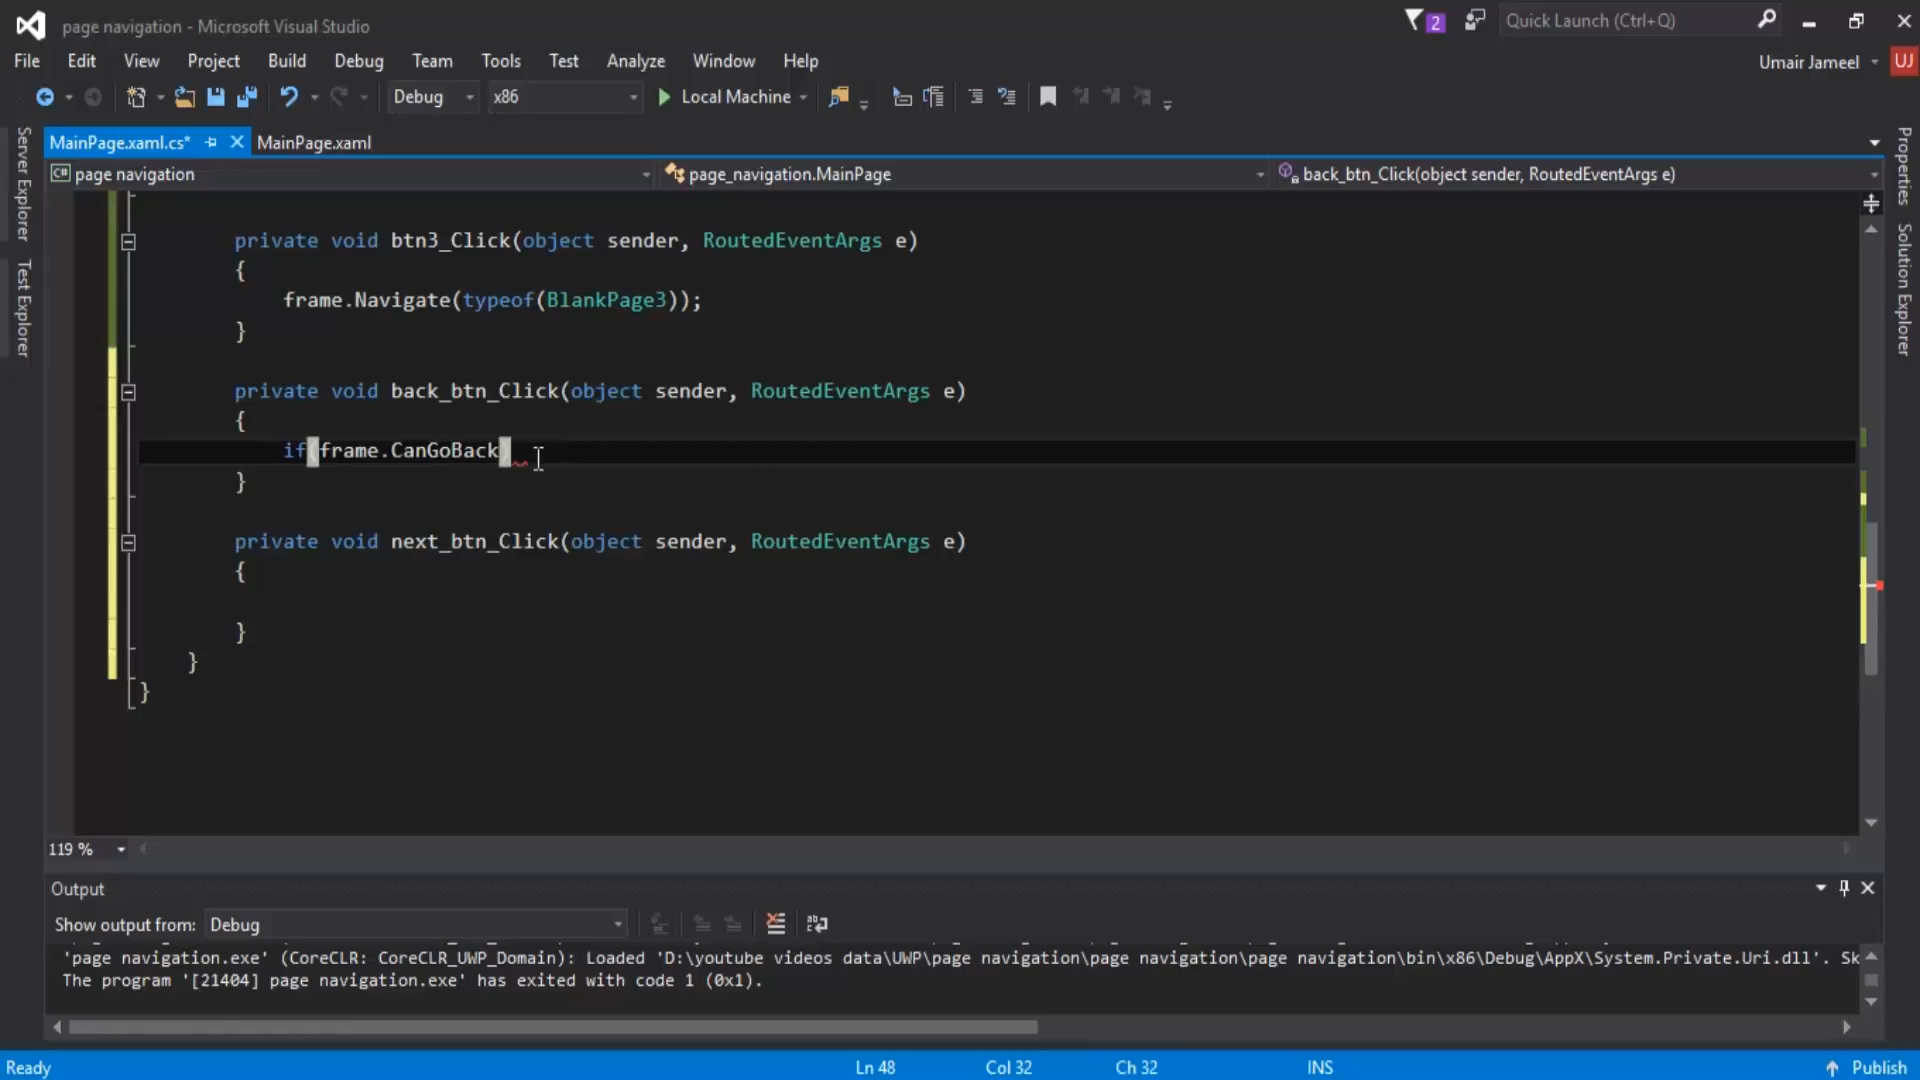 page navigation - Microsoft Visual Studio
2
Quick Launch (Ctrl+Q)
File Edit View Project Build Debug Team Tools Test Analyze Window Help
Umair Jameel
UJ
Debug x86 Local Machine
MainPage.xaml.cs* MainPage.xaml
C# page navigation page_navigation.MainPage back_btn_Click(object sender, RoutedEventArgs e)
Server Explorer
Test Explorer
Properties
Solution Explorer
private void btn3_Click(object sender, RoutedEventArgs e)
{
frame.Navigate(typeof(BlankPage3));
}
private void back_btn_Click(object sender, RoutedEventArgs e)
{
if(frame.CanGoBack)
}
private void next_btn_Click(object sender, RoutedEventArgs e)
{
}
}
}
119 %
Output
Show output from: Debug
'page navigation.exe' (CoreCLR: CoreCLR_UWP_Domain): Loaded 'D:\youtube videos data\UWP\page navigation\page navigation\page navigation\bin\x86\Debug\AppX\System.Private.Uri.dll'. Sk
The program '[21404] page navigation.exe' has exited with code 1 (0x1).
Ready Ln 48 Col 32 Ch 32 INS Publish